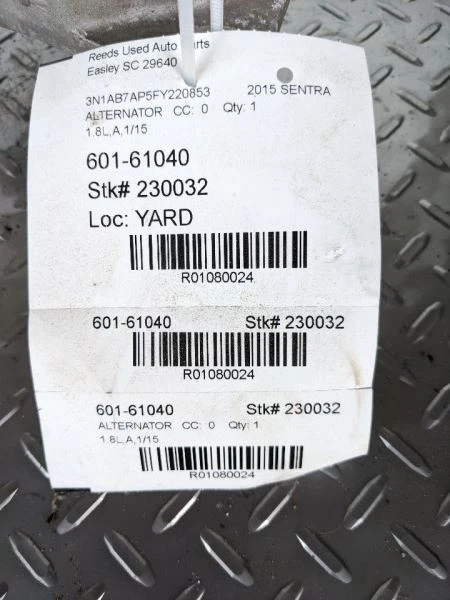 Reeds Used Auto Parts
Easley SC 29640
3N1AB7AP5FY220853 2015 SENTRA
ALTERNATOR CC: 0 Qty: 1
1.8L,A,1/15
601-61040
Stk# 230032
Loc: YARD
R01080024
601-61040 Stk# 230032
R01080024
601-61040 Stk# 230032
ALTERNATOR CC: 0 Qty: 1
1.8L,A,1/15
R01080024